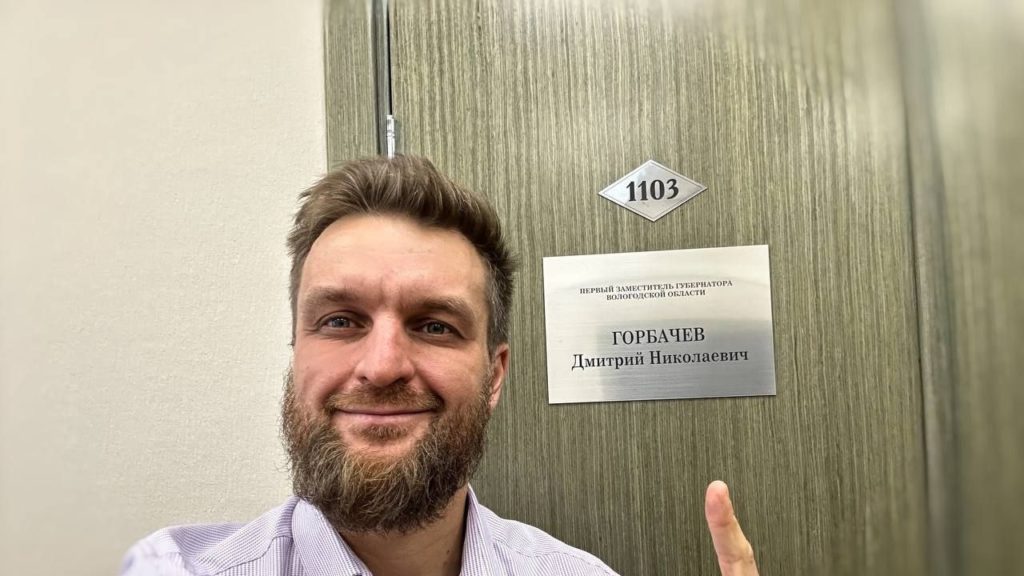 1103
ПЕРВЫЙ ЗАМЕСТИТЕЛЬ ГУБЕРНАТОРА
ВОЛОГОДСКОЙ ОБЛАСТИ
ГОРБАЧЕВ
Дмитрий Николаевич